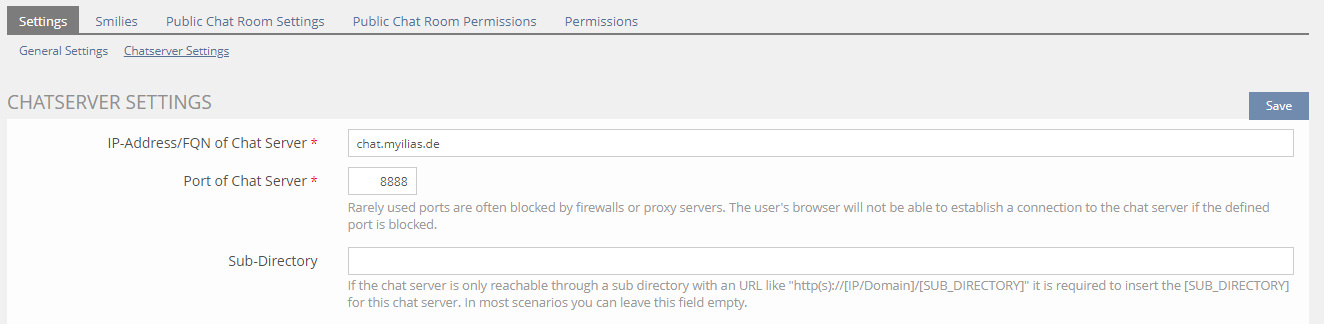 Settings Smilies Public Chat Room Settings Public Chat Room Permissions Permissions
General Settings Chatserver Settings
CHATSERVER SETTINGS Save
IP-Address/FQN of Chat Server * chat.myilias.de
Port of Chat Server * 8888
Rarely used ports are often blocked by firewalls or proxy servers. The user's browser will not be able to establish a connection to the chat server if the defined
port is blocked.
Sub-Directory
If the chat server is only reachable through a sub directory with an URL like "http(s)://[IP/Domain]/[SUB_DIRECTORY]" it is required to insert the [SUB_DIRECTORY]
for this chat server. In most scenarios you can leave this field empty.